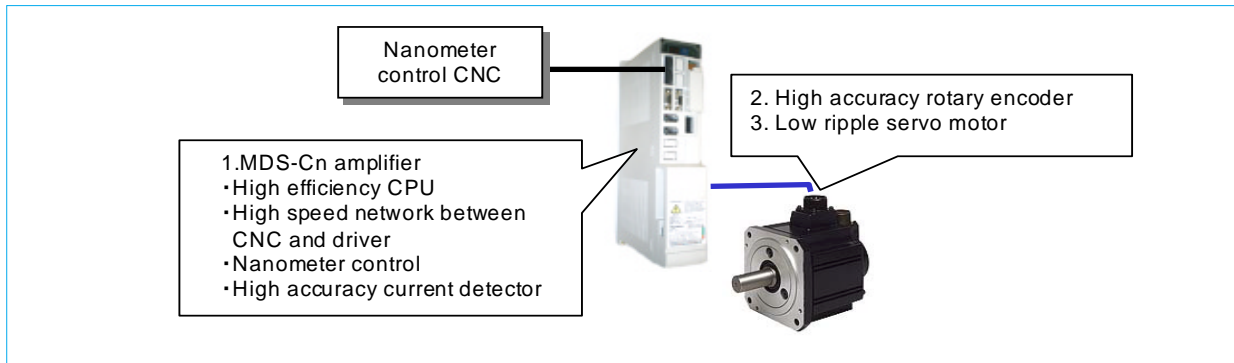 Nanometer
control CNC
1.MDS-Cn amplifier
・High efficiency CPU
・High speed network between
CNC and driver
・Nanometer control
・High accuracy current detector
2. High accuracy rotary encoder
3. Low ripple servo motor